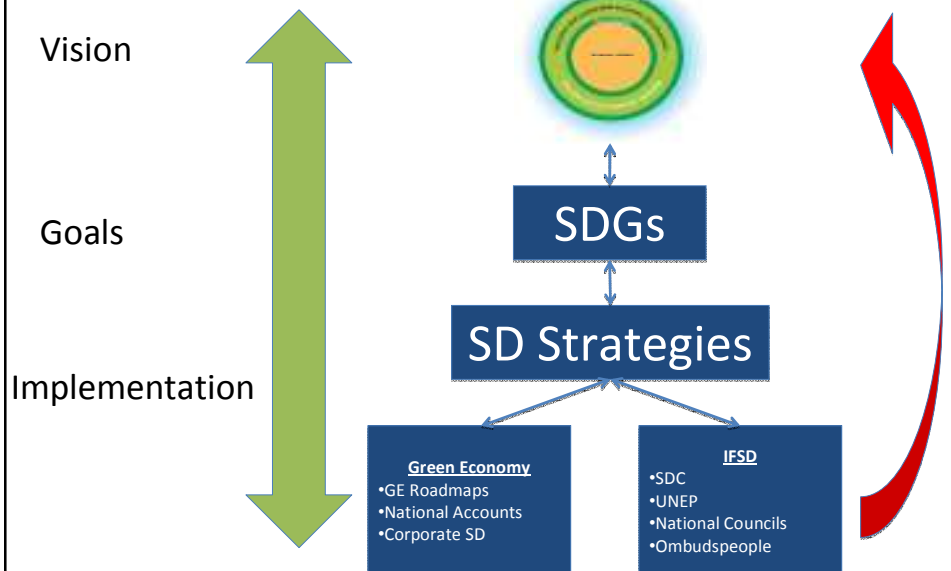 Vision
Goals
SDGs
SD Strategies
Implementation
Green Economy
•GE Roadmaps
•National Accounts
•Corporate SD
IFSD
•SDC
•UNEP
•National Councils
•Ombudspeople